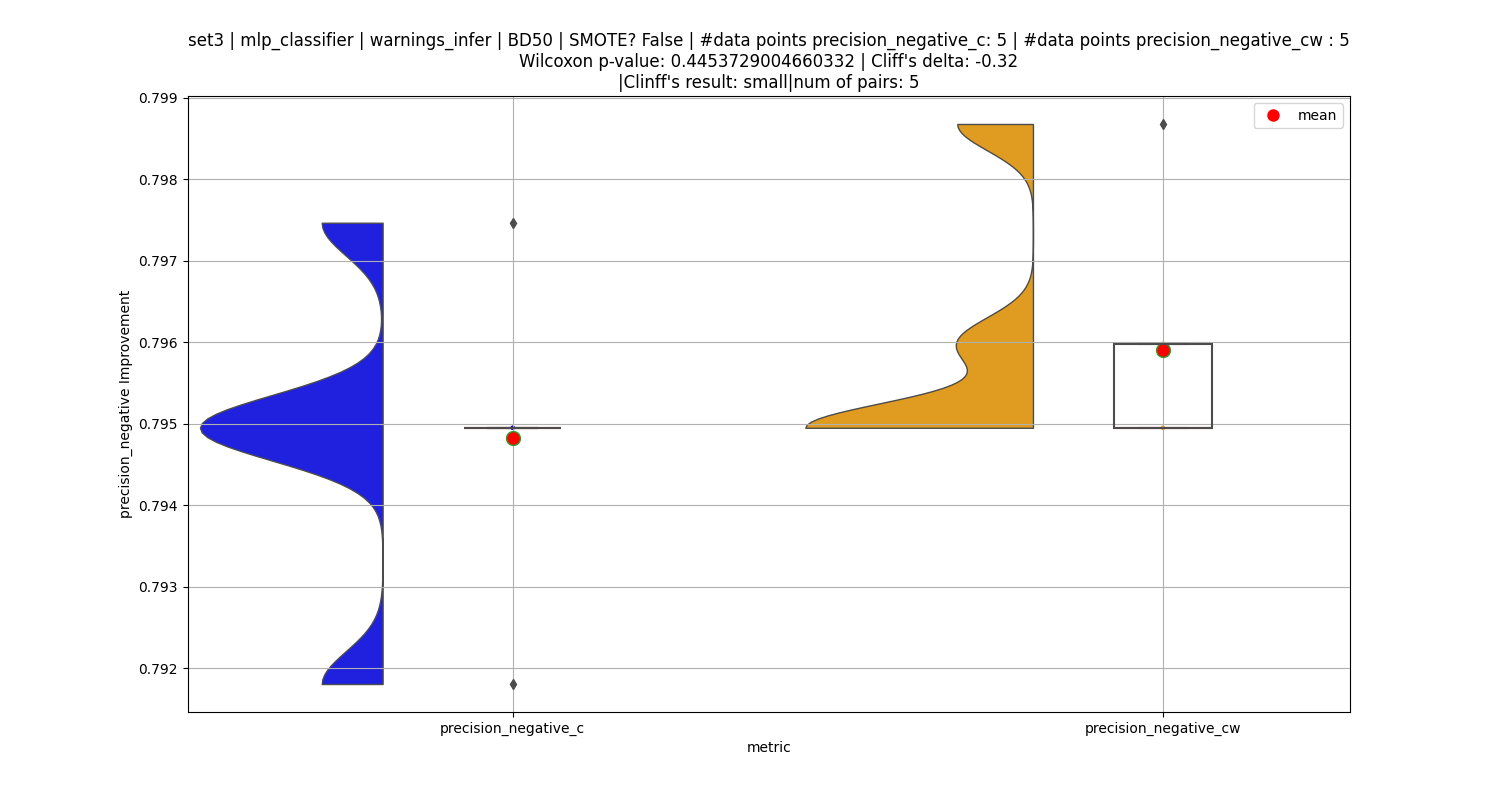 set3 | mlp_classifier | warnings_infer | BD50 | SMOTE? False | #data points precision_negative_c: 5 | #data points precision_negative_cw : 5
Wilcoxon p-value: 0.4453729004660332 | Cliff's delta: -0.32
|Clinff's result: small|num of pairs: 5
mean
0.799
0.798
0.797
0.796
0.795
0.794
0.793
0.792
precision_negative Improvement
precision_negative_c
precision_negative_cw
metric